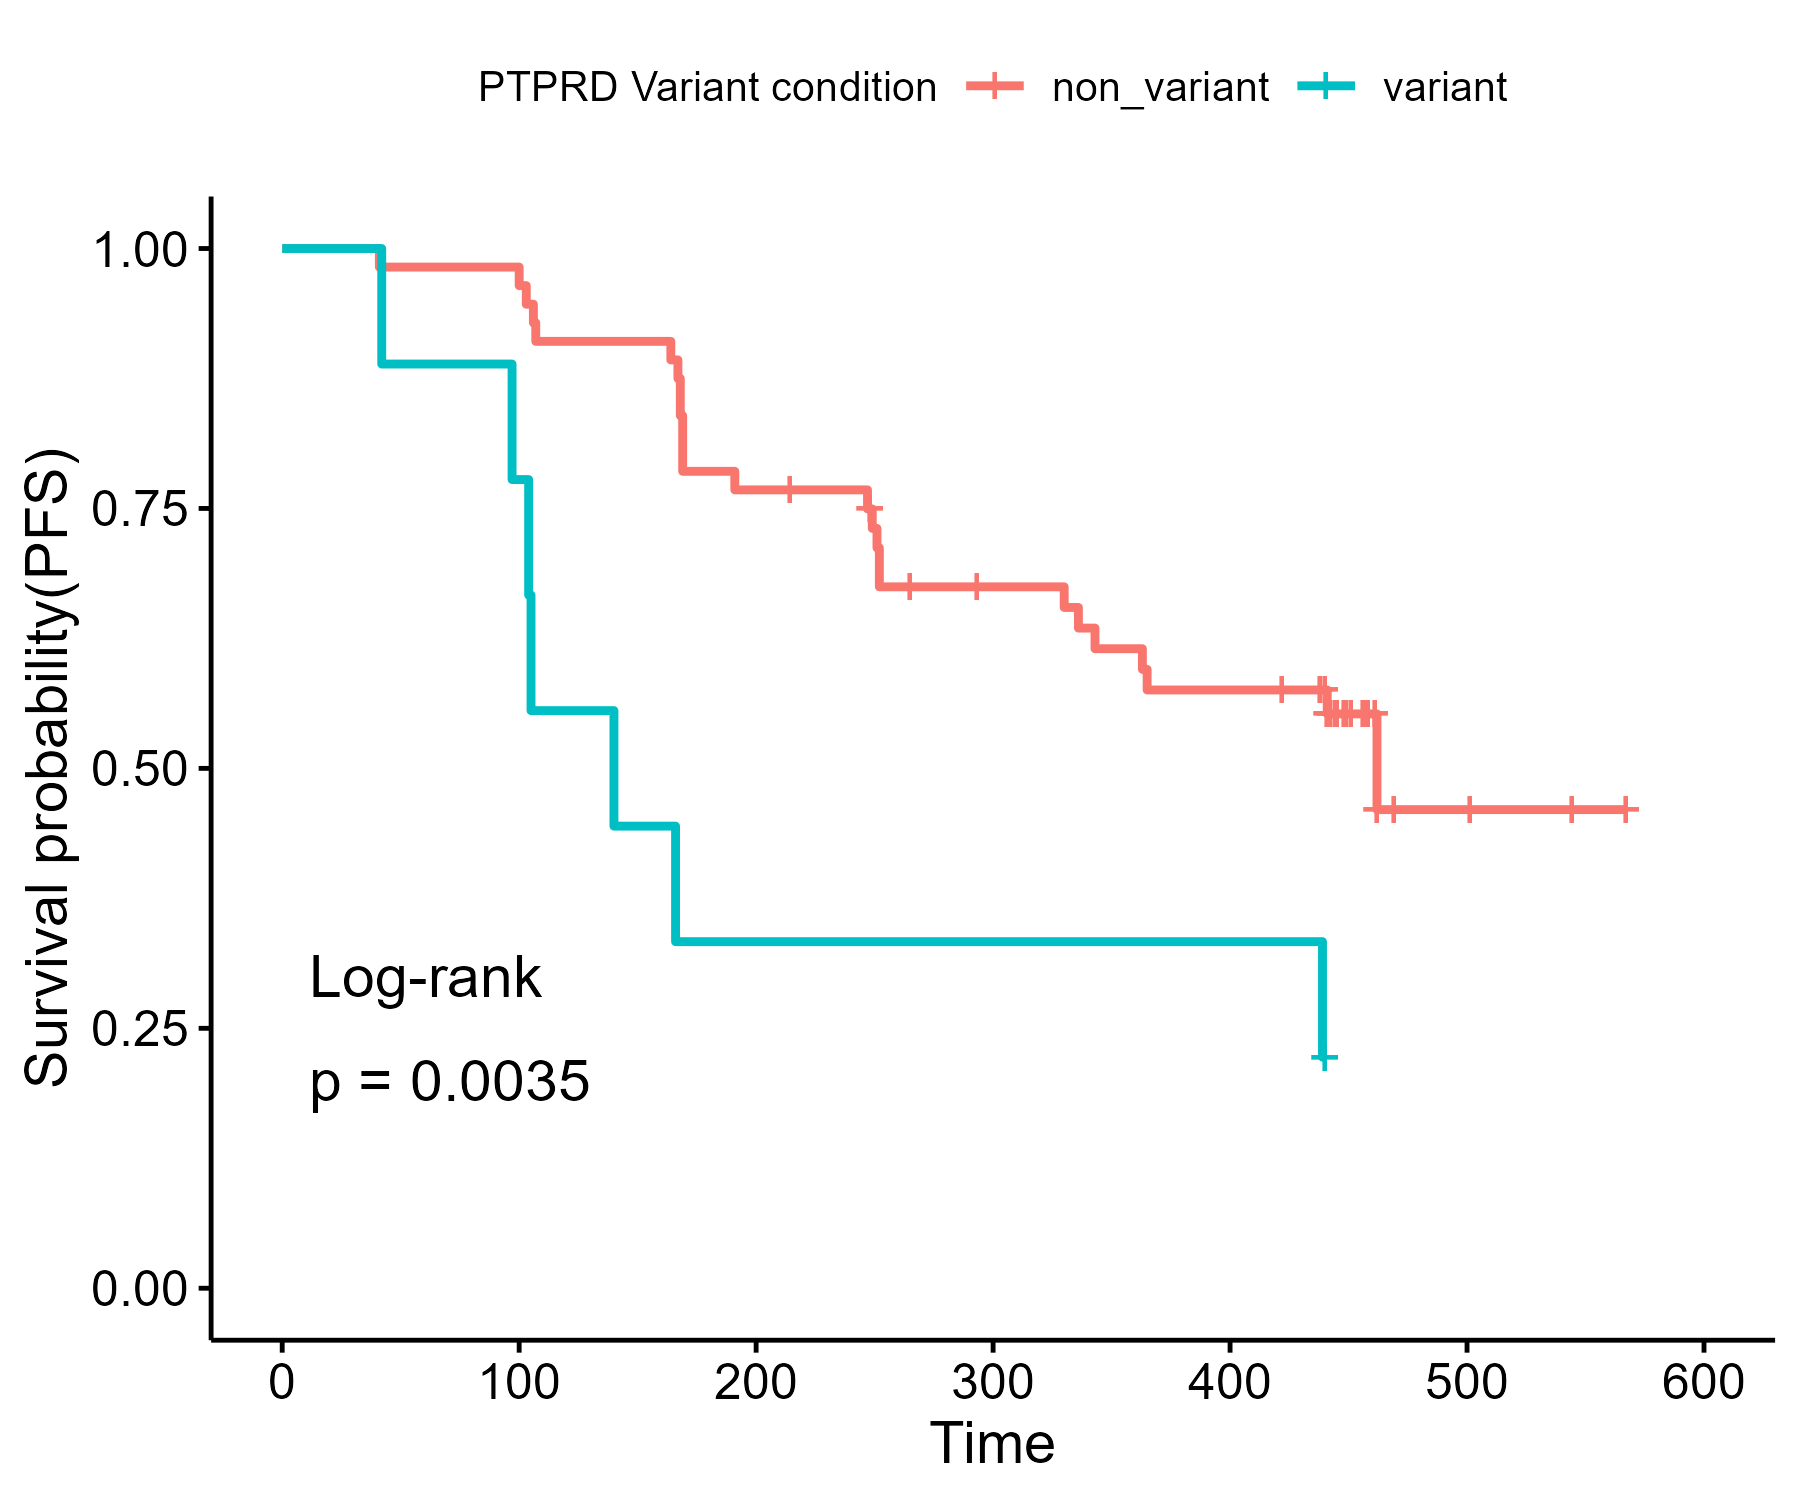 PTPRD Variant condition non_variant variant
1.00
0.75
0.50
0.25
0.00
Survival probability(PFS)
Log-rank
p = 0.0035
0 100 200 300 400 500 600
Time